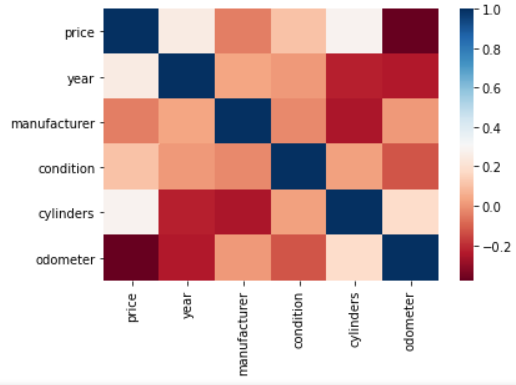 price
year
manufacturer
condition
cylinders
odometer
price
year
manufacturer
condition
cylinders
odometer
1.0
0.8
0.6
0.4
0.2
0.0
−0.2